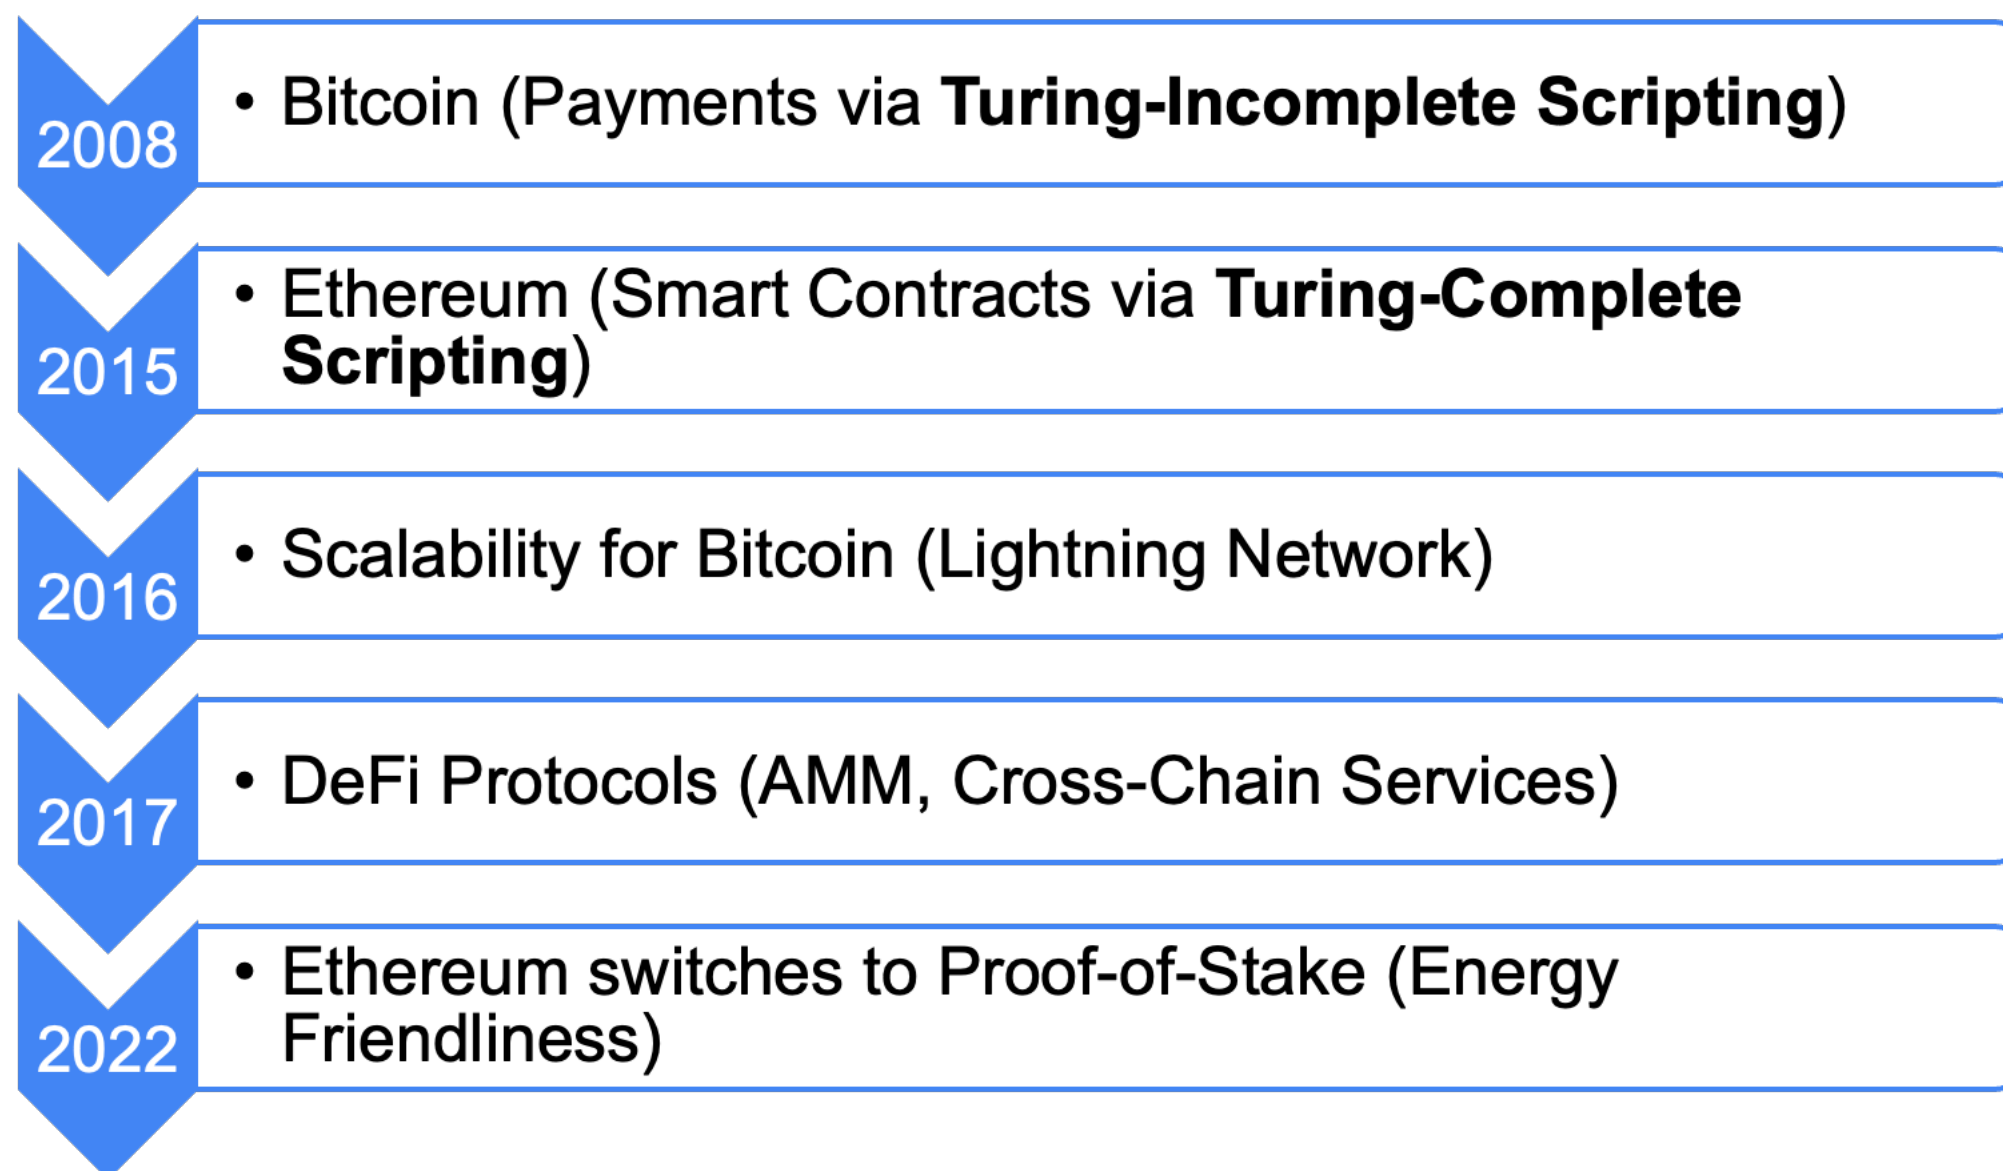 2008
• Bitcoin (Payments via Turing-Incomplete Scripting)
2015
• Ethereum (Smart Contracts via Turing-Complete
Scripting)
2016
• Scalability for Bitcoin (Lightning Network)
2017
• DeFi Protocols (AMM, Cross-Chain Services)
2022
• Ethereum switches to Proof-of-Stake (Energy
Friendliness)